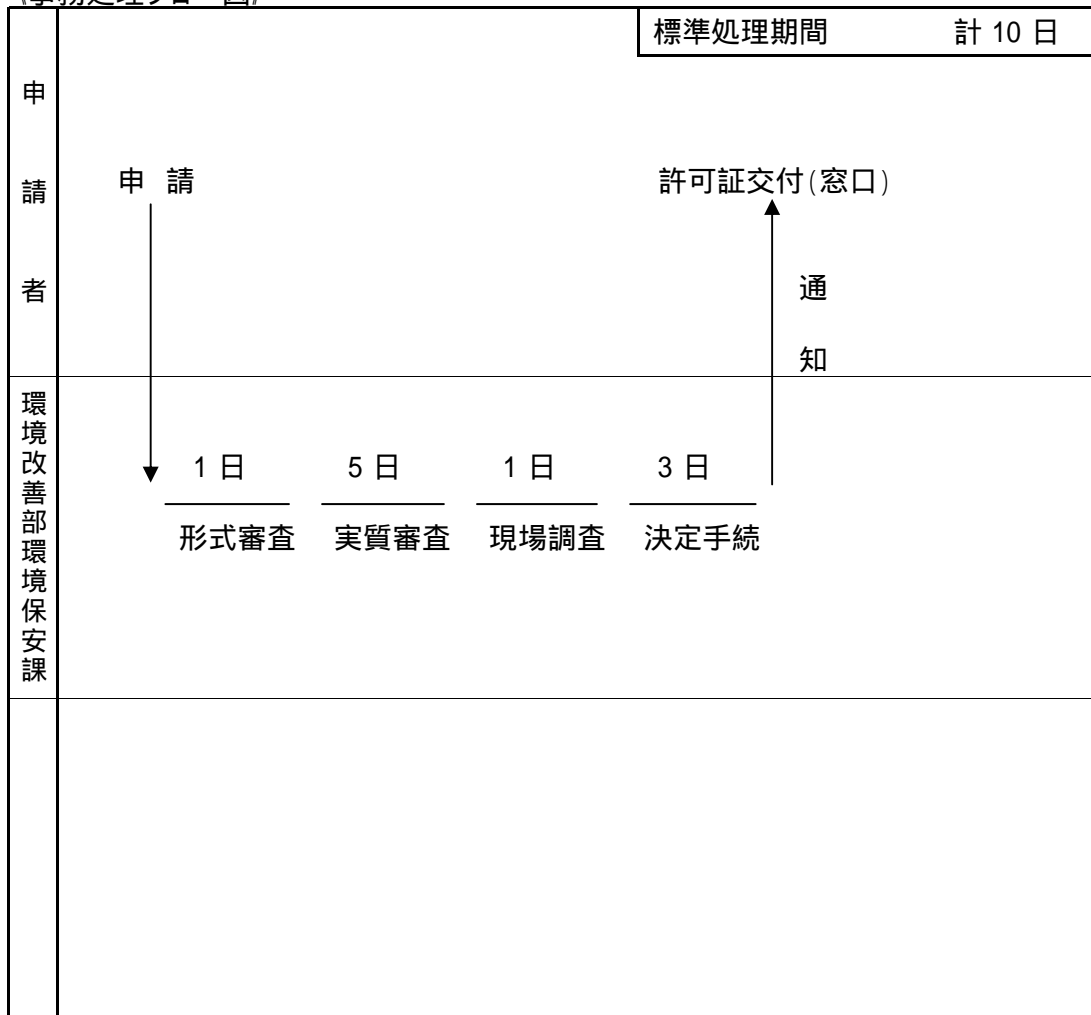 標準処理期間 計 10 日
申請者
申 請
許可証交付(窓口)
通知
環境改善部環境保安課
1 日 5 日 1 日 3 日
形式審査 実質審査 現場調査 決定手続